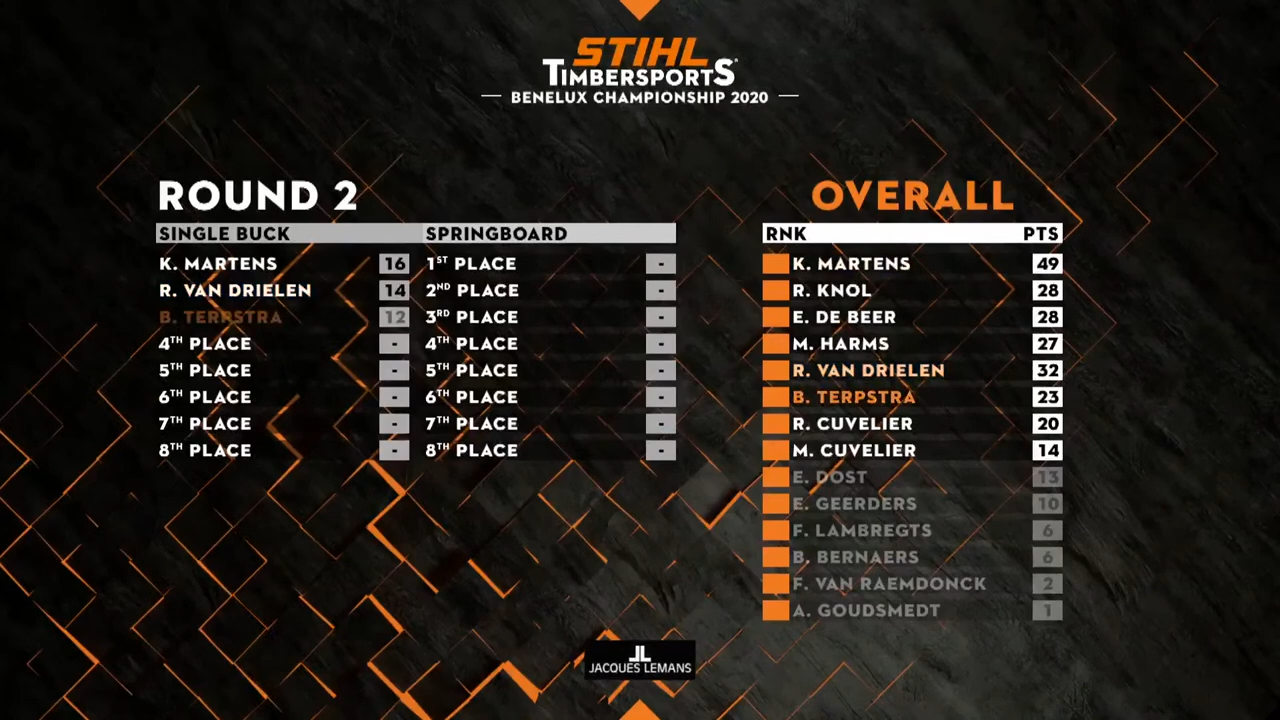 STIHL
TIMBERSPORTS®
BENELUX CHAMPIONSHIP 2020
ROUND 2
SINGLE BUCK SPRINGBOARD
K. MARTENS 16 1ST PLACE -
R. VAN DRIELEN 14 2ND PLACE -
B. TERPSTRA 12 3RD PLACE -
4TH PLACE - 4TH PLACE -
5TH PLACE - 5TH PLACE -
6TH PLACE - 6TH PLACE -
7TH PLACE - 7TH PLACE -
8TH PLACE - 8TH PLACE -
OVERALL
RNK PTS
K. MARTENS 49
R. KNOL 28
E. DE BEER 28
M. HARMS 27
R. VAN DRIELEN 32
B. TERPSTRA 23
R. CUVELIER 20
M. CUVELIER 14
E. DOST 13
E. GEERDERS 10
F. LAMBREGTS 6
B. BERNAERS 6
F. VAN RAEMDONCK 2
A. GOUDSMEDT 1
JL
JACQUES LEMANS